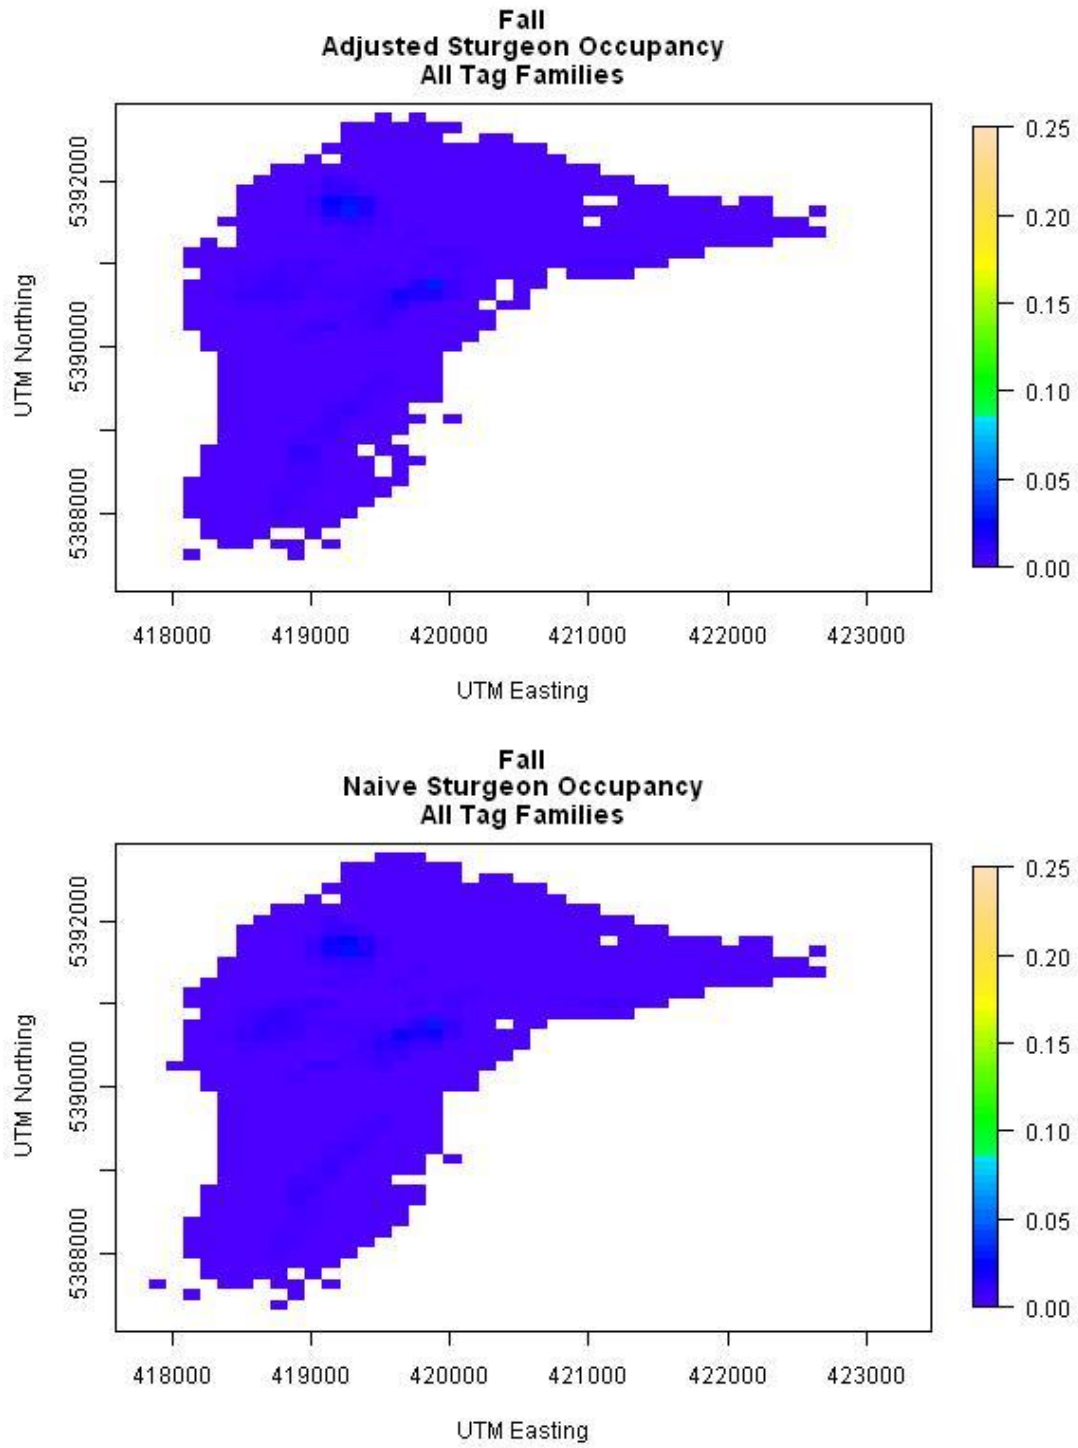 Fall
Adjusted Sturgeon Occupancy
All Tag Families
UTM Northing
5392000
5390000
5388000
418000 419000 420000 421000 422000 423000
UTM Easting
0.25
0.20
0.15
0.10
0.05
0.00
Fall
Naive Sturgeon Occupancy
All Tag Families
UTM Northing
5392000
5390000
5388000
418000 419000 420000 421000 422000 423000
UTM Easting
0.25
0.20
0.15
0.10
0.05
0.00